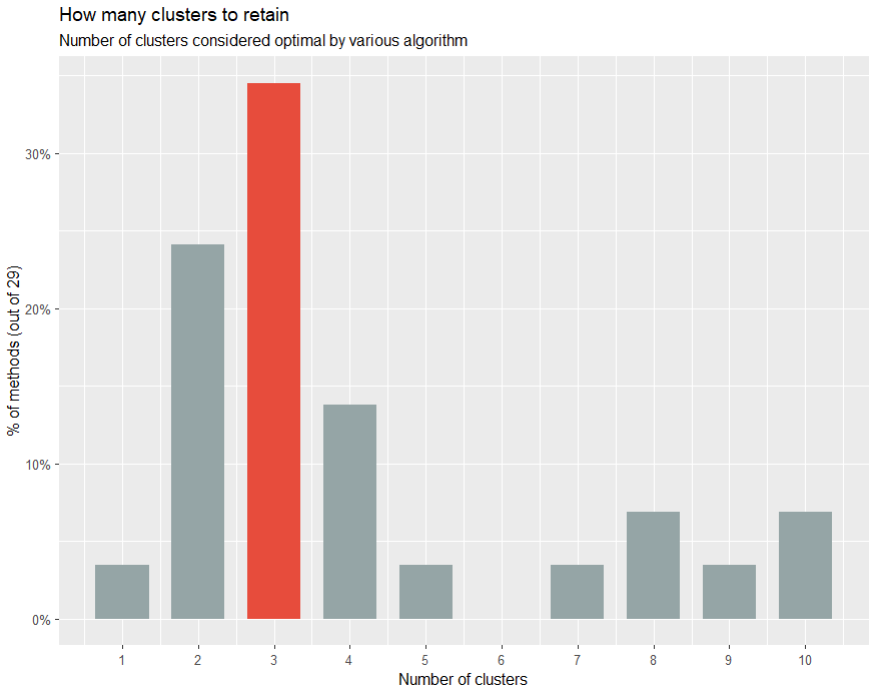 How many clusters to retain
Number of clusters considered optimal by various algorithm
% of methods (out of 29)
30%
20%
10%
0%
1 2 3 4 5 6 7 8 9 10
Number of clusters